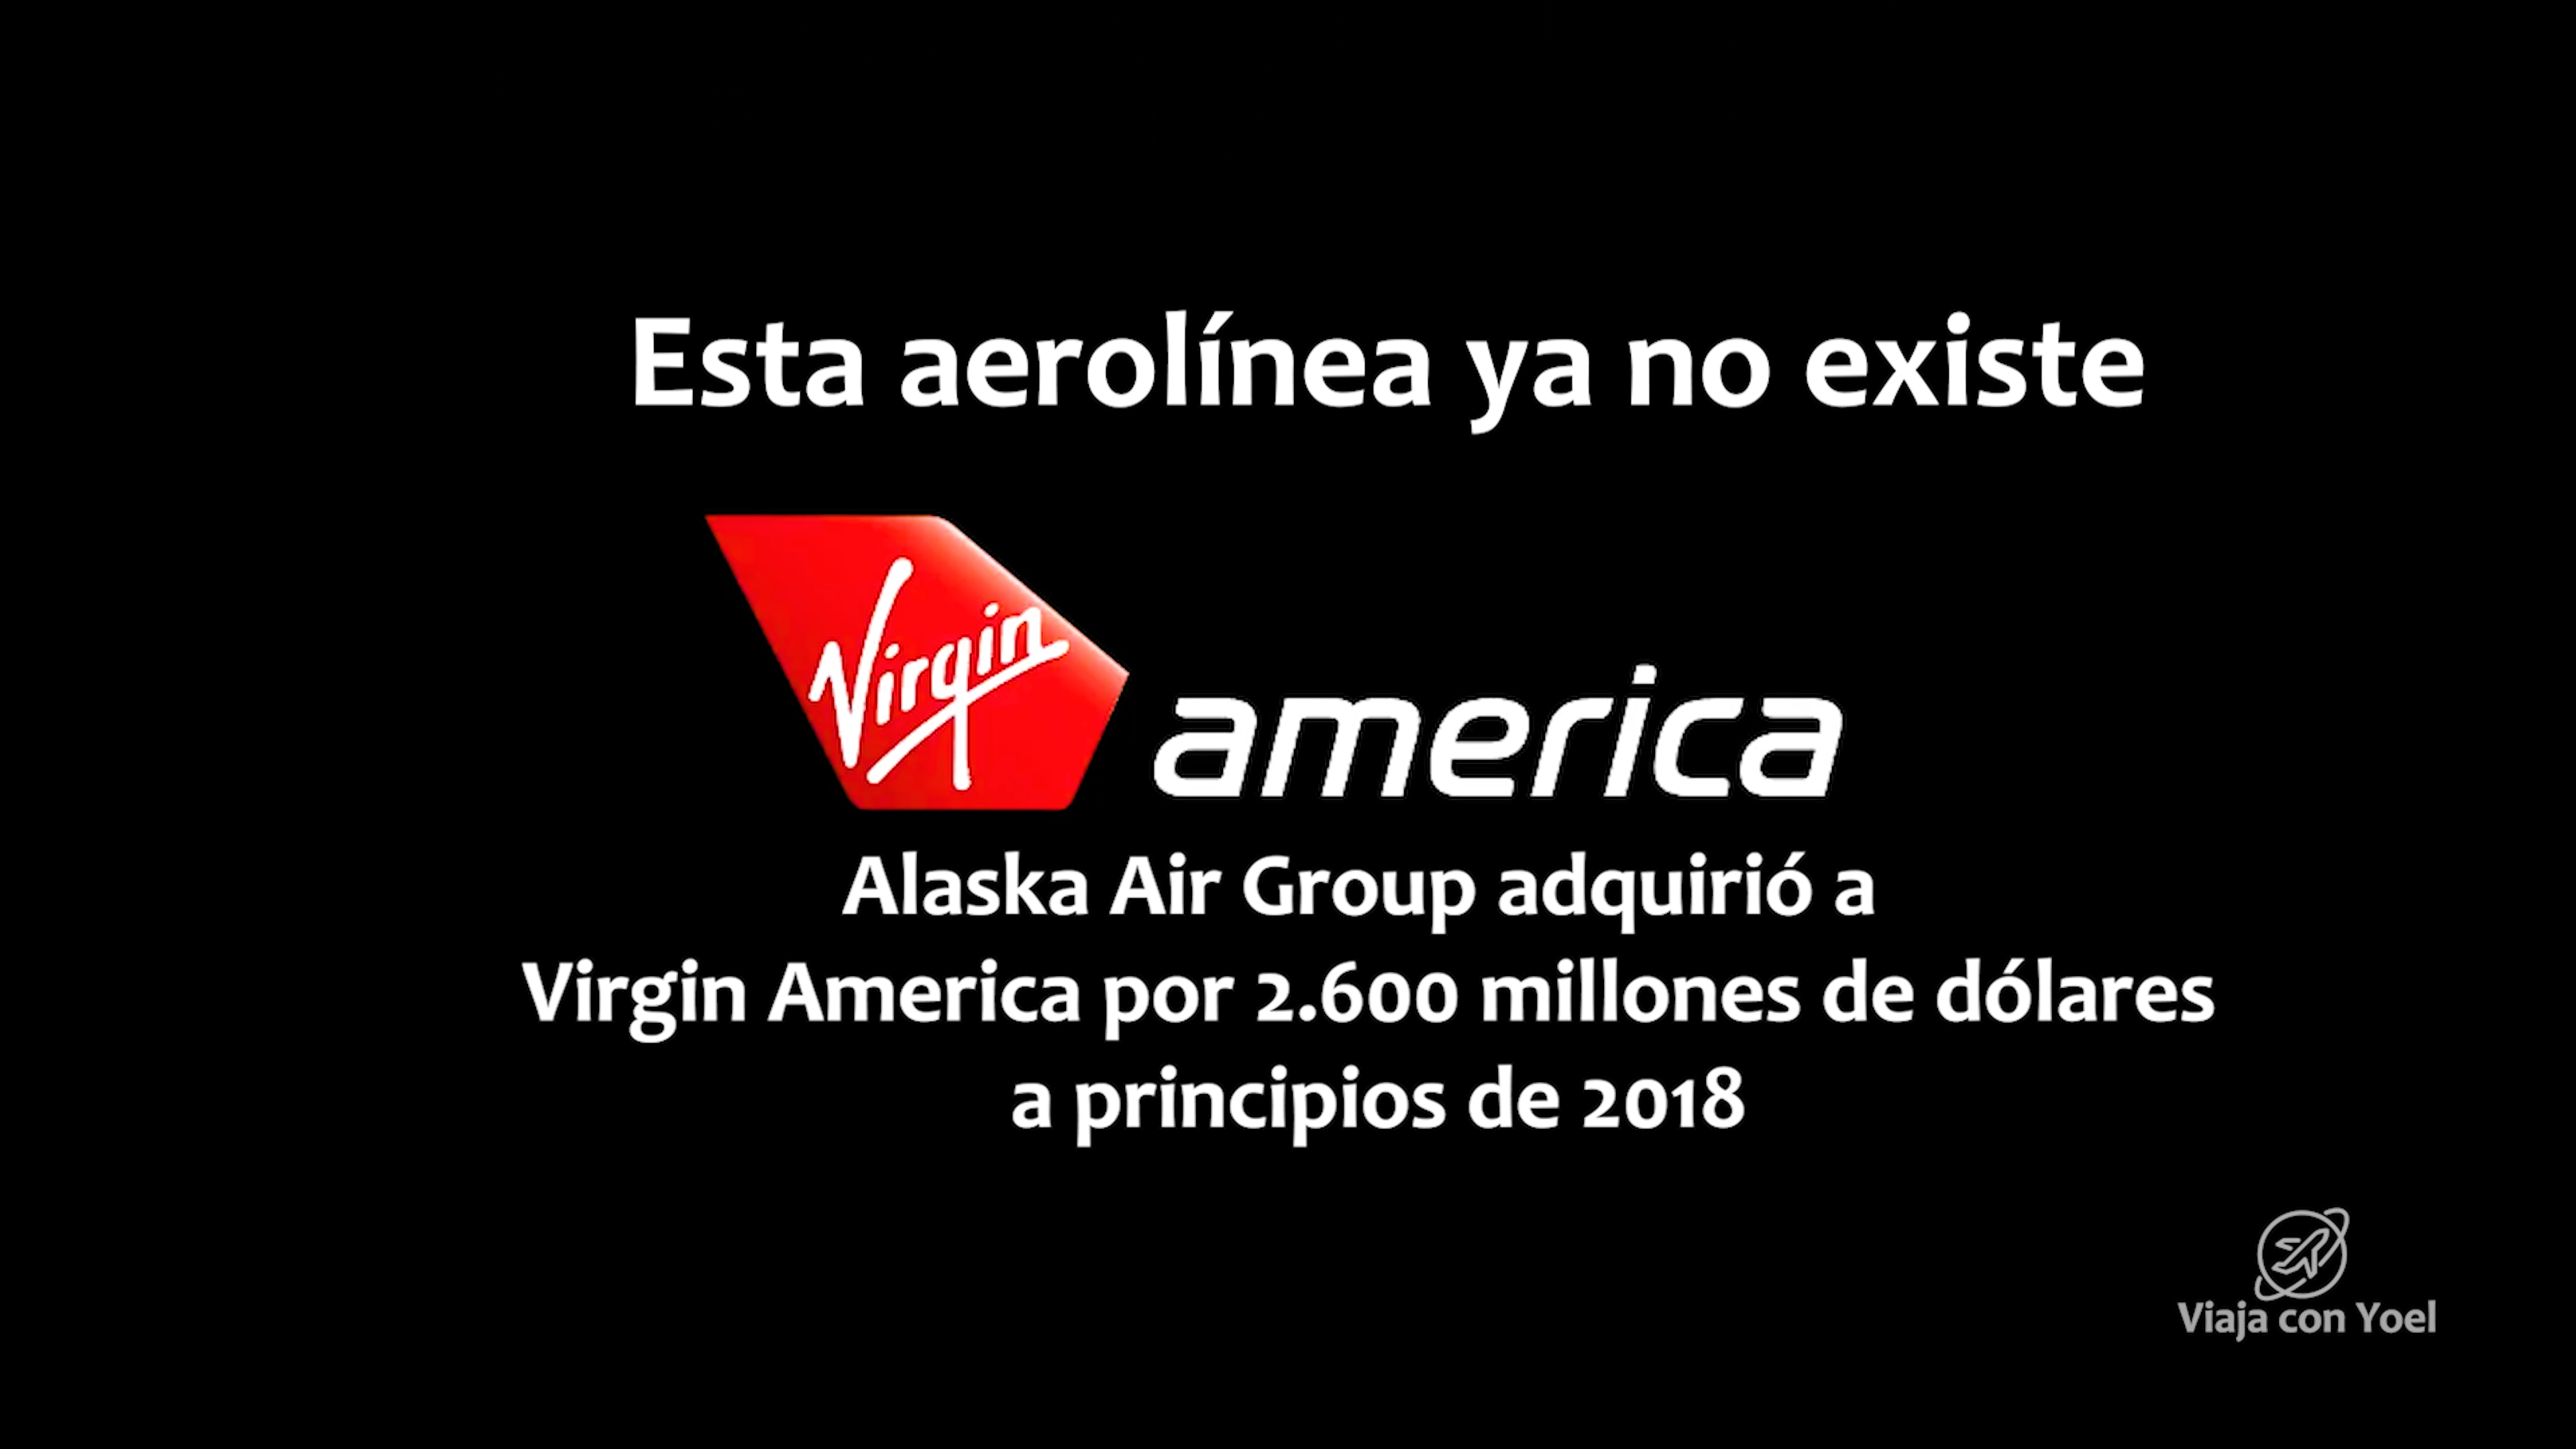 Esta aerolínea ya no existe
Virgin america
Alaska Air Group adquirió a
Virgin America por 2.600 millones de dólares
a principios de 2018
Viaja con Yoel